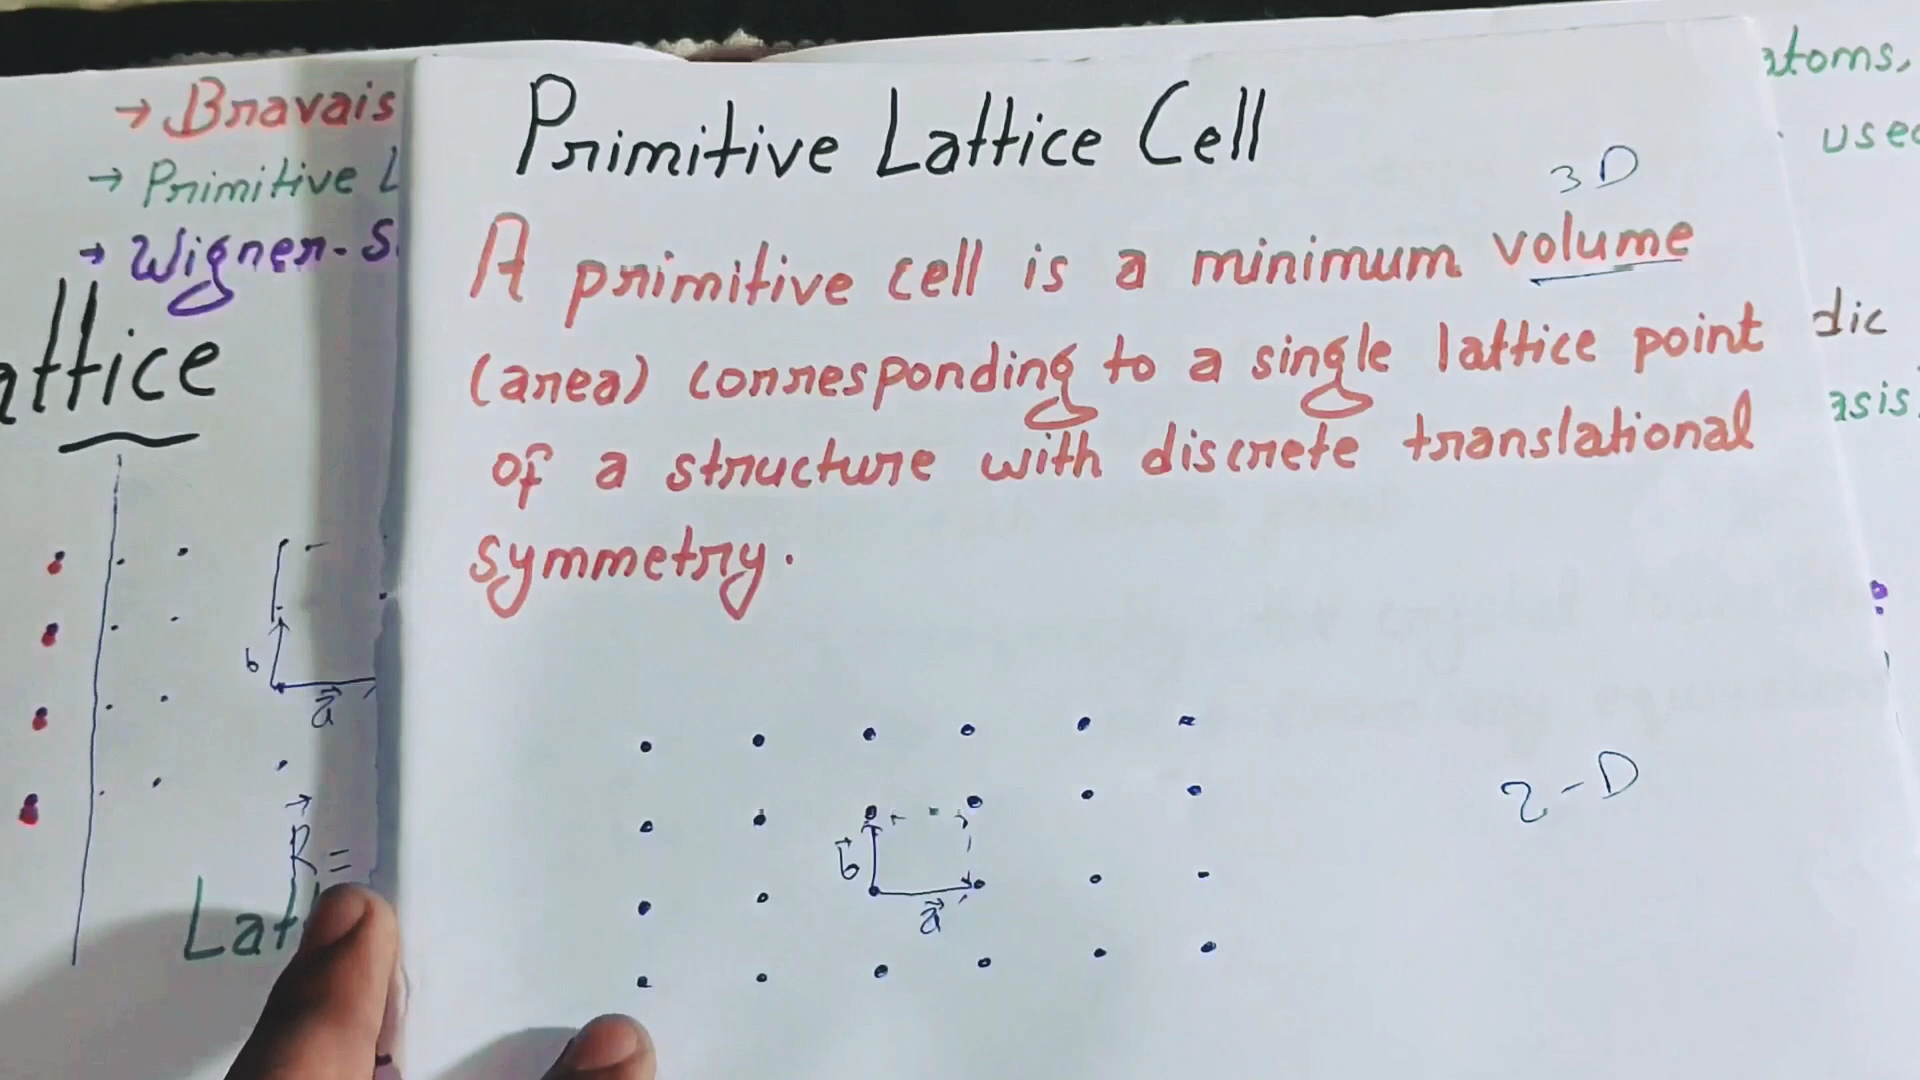 → Bravais
→ Primitive L
→ Wigner-S
attice
b
a
R =
Latt
Primitive Lattice Cell
3D
A primitive cell is a minimum volume
(area) corresponding to a single lattice point
of a structure with discrete translational
symmetry.
b
a
2-D
atoms,
used
dic
asis